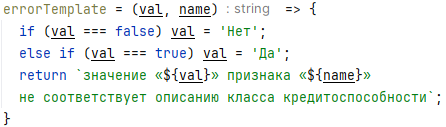 errorTemplate = (val, name) : string => {
if (val === false) val = 'Нет';
else if (val === true) val = 'Да';
return `значение «${val}» признака «${name}»
не соответствует описанию класса кредитоспособности`;
}